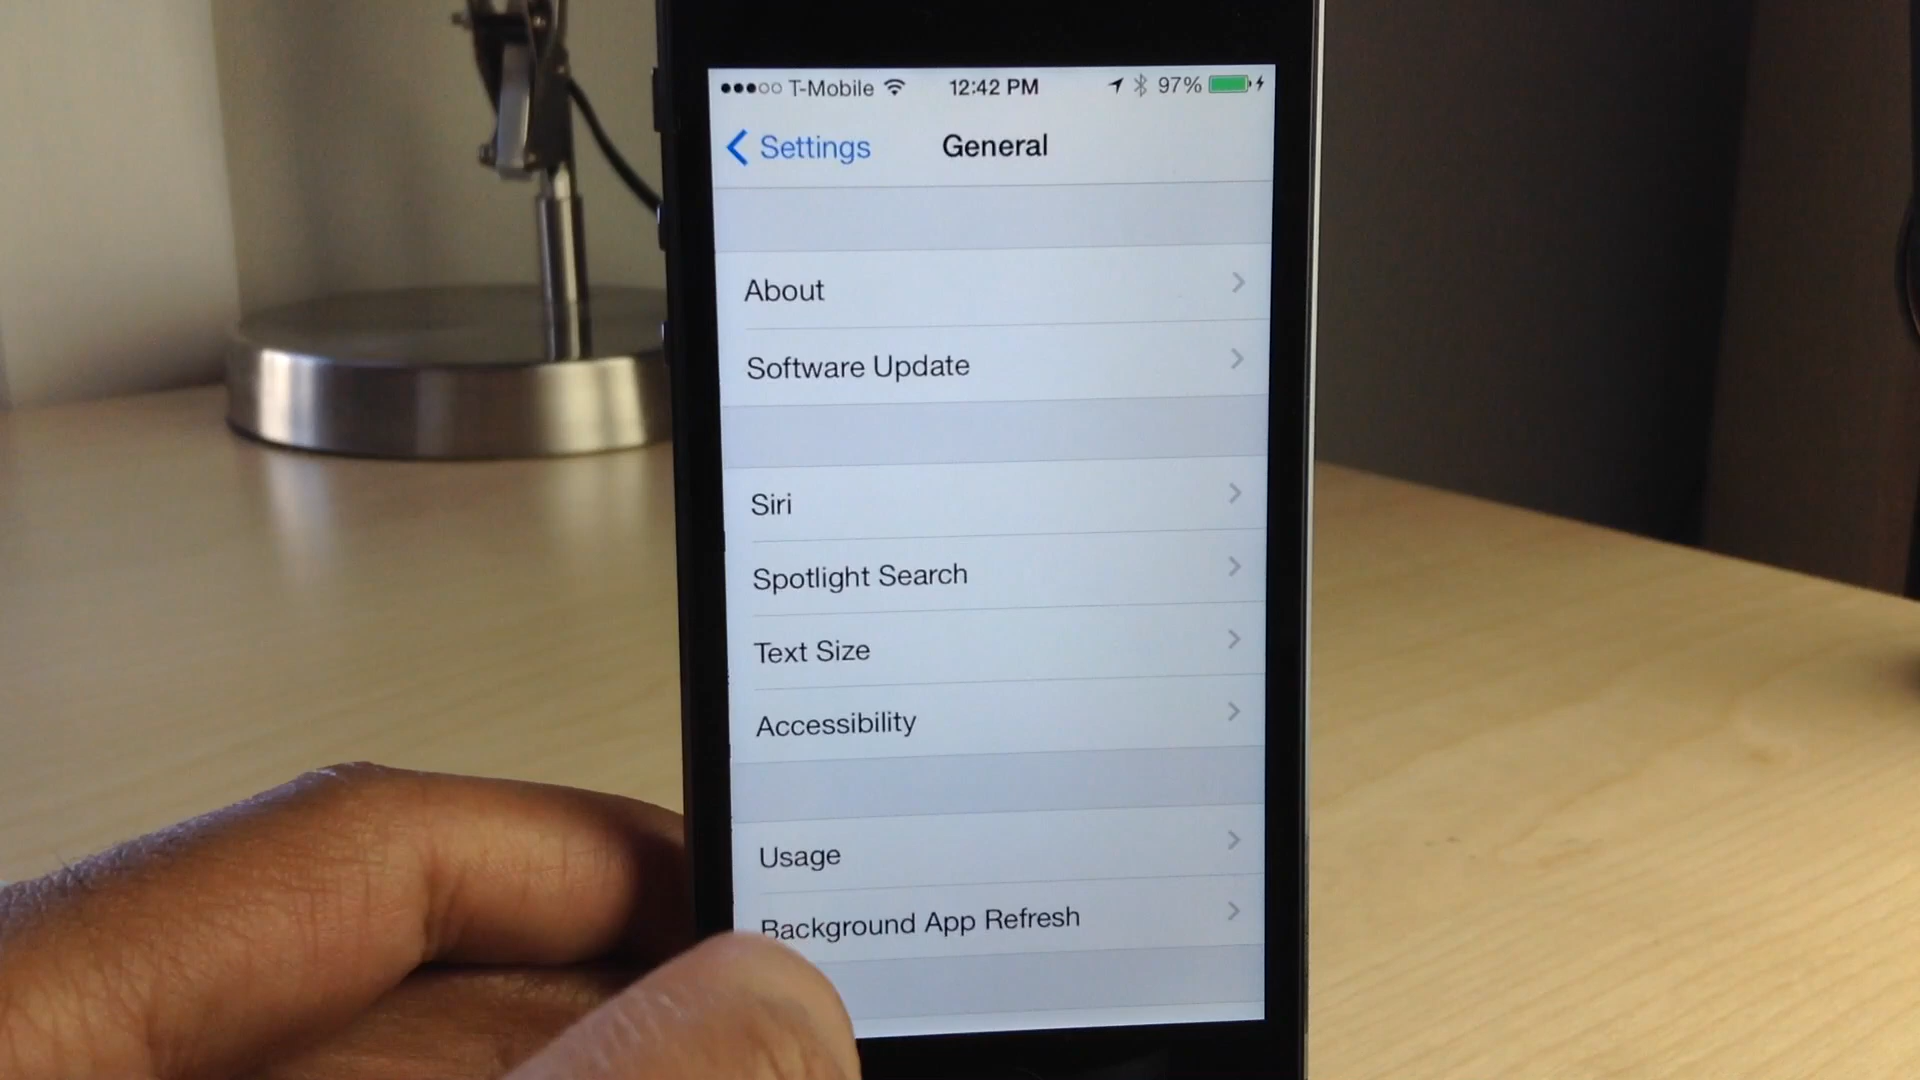 T-Mobile 12:42 PM 97%
Settings General
About
Software Update
Siri
Spotlight Search
Text Size
Accessibility
Usage
Background App Refresh